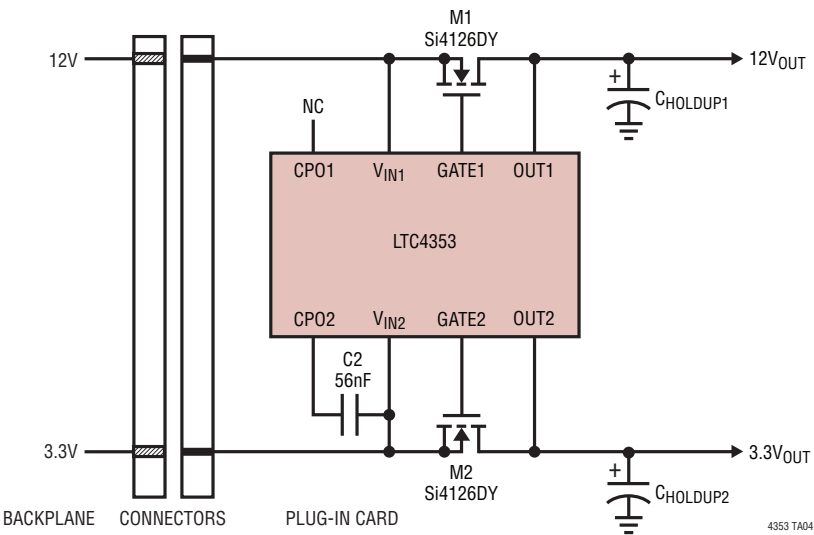 M1
Si4126DY
12V
12VOUT
+
CHOLDUP1
NC
CPO1 VIN1 GATE1 OUT1
LTC4353
CPO2 VIN2 GATE2 OUT2
C2
56nF
3.3V
3.3VOUT
M2
Si4126DY
+
CHOLDUP2
BACKPLANE CONNECTORS PLUG-IN CARD
4353 TA04